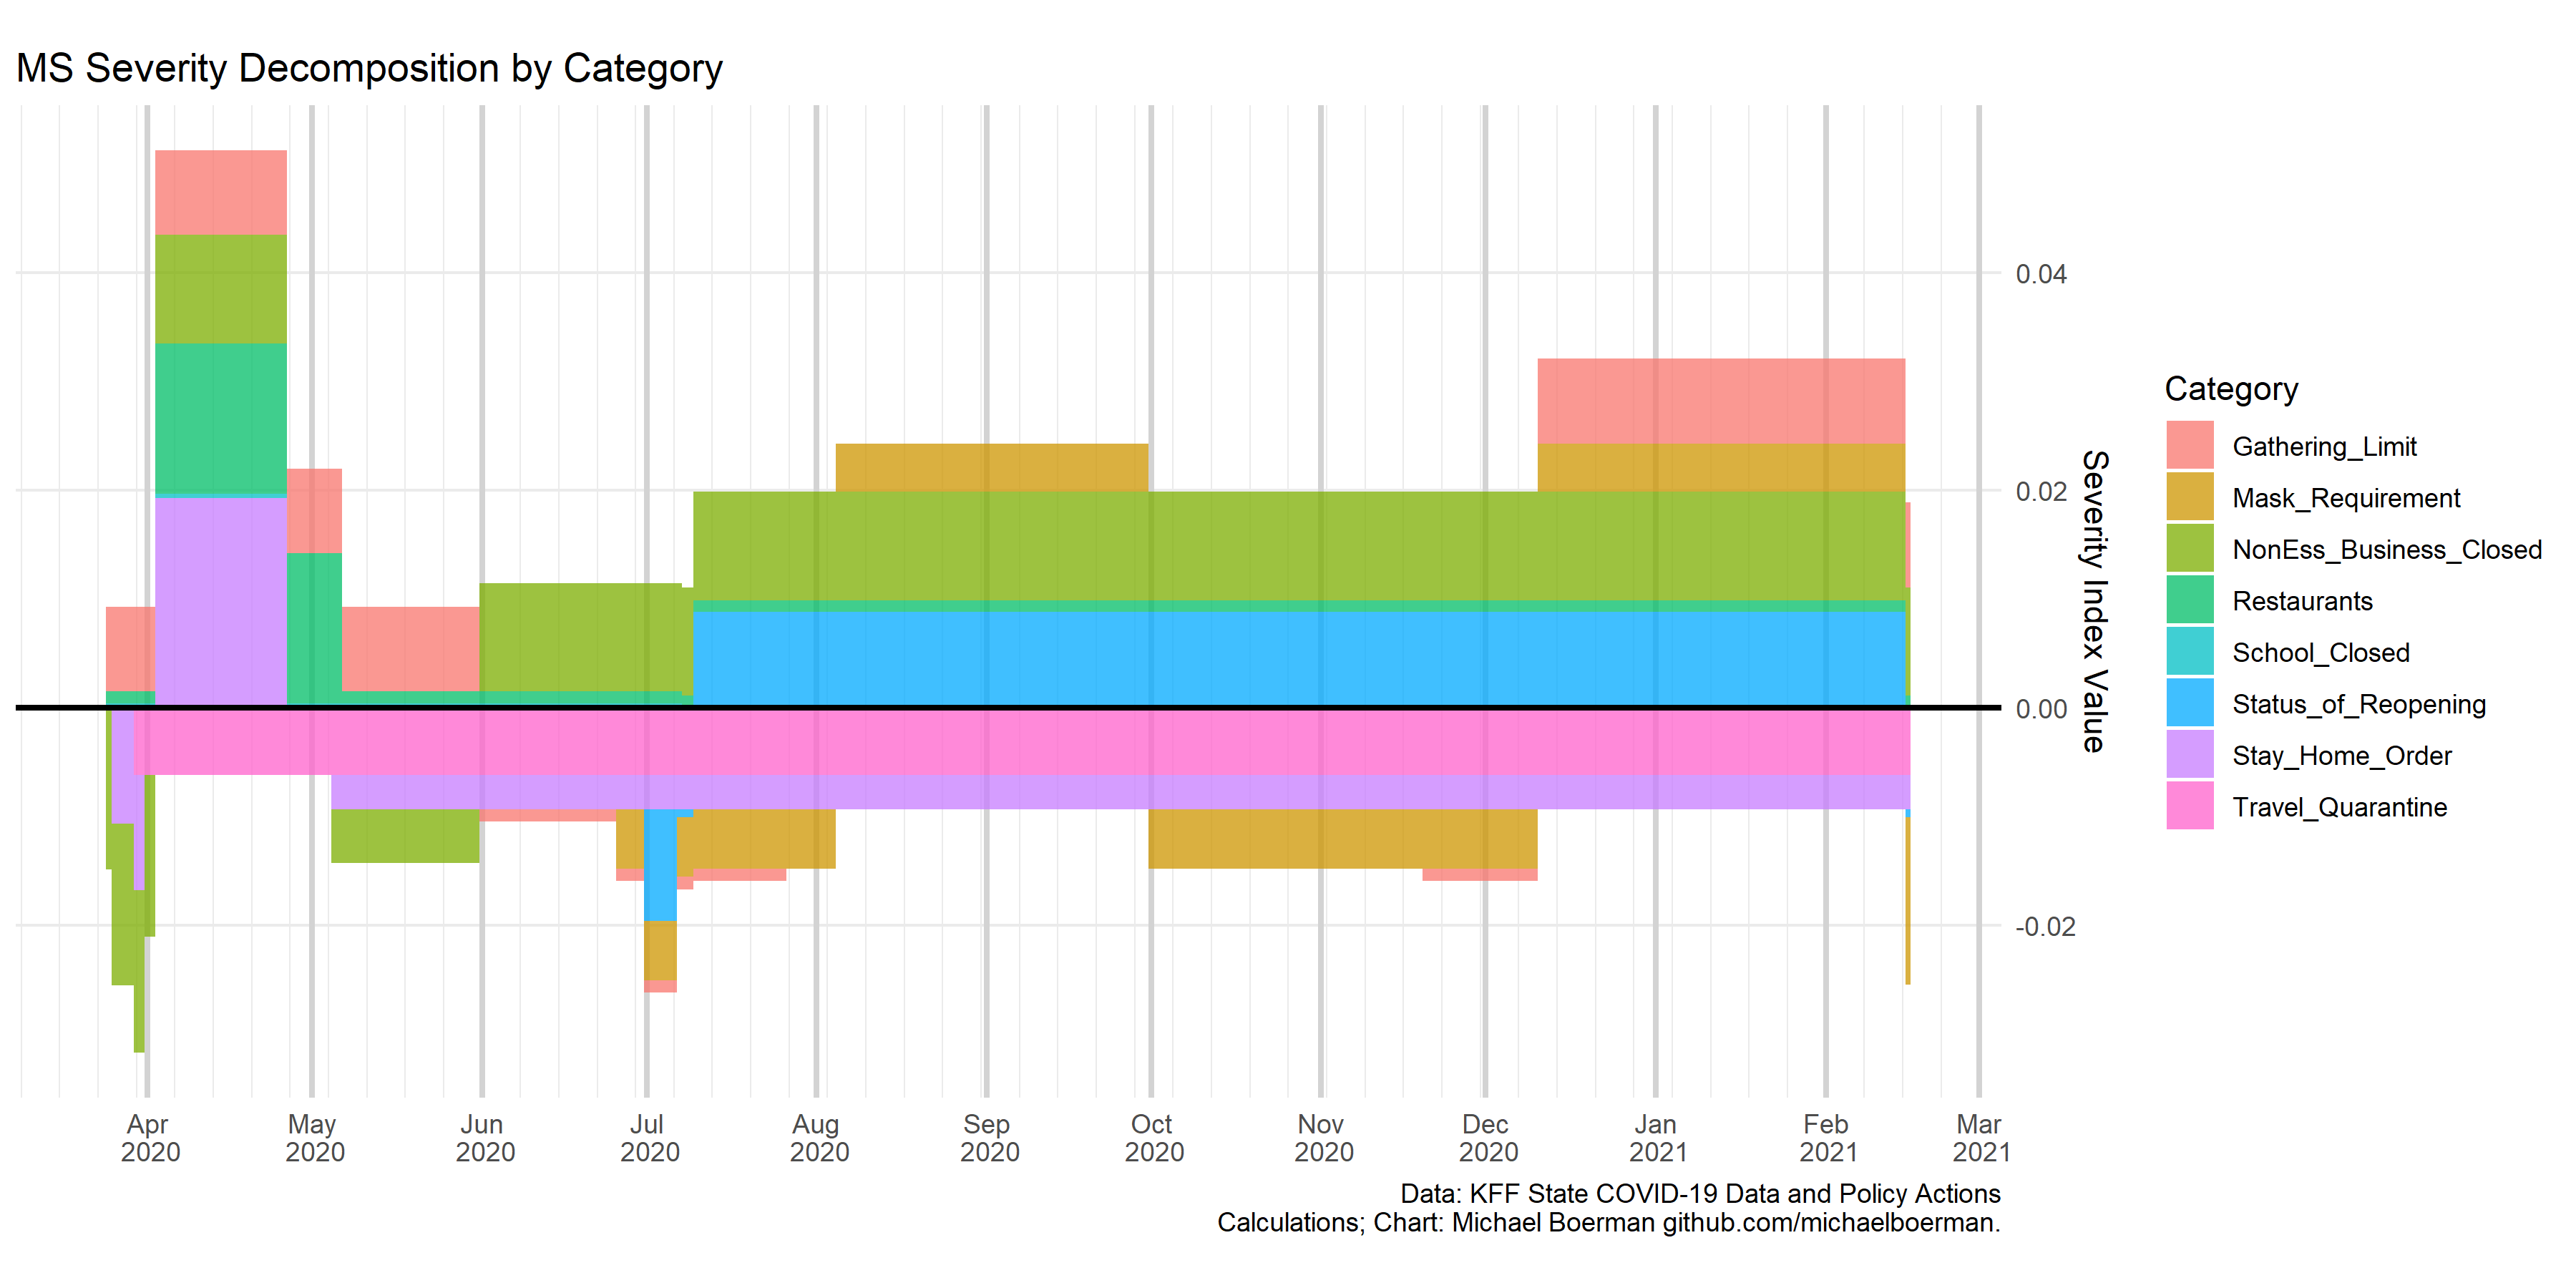 MS Severity Decomposition by Category
0.04
0.02
0.00
-0.02
Severity Index Value
Category
Gathering_Limit
Mask_Requirement
NonEss_Business_Closed
Restaurants
School_Closed
Status_of_Reopening
Stay_Home_Order
Travel_Quarantine
Apr May Jun Jul Aug Sep Oct Nov Dec Jan Feb Mar
2020 2020 2020 2020 2020 2020 2020 2020 2020 2021 2021 2021
Data: KFF State COVID-19 Data and Policy Actions
Calculations; Chart: Michael Boerman github.com/michaelboerman.